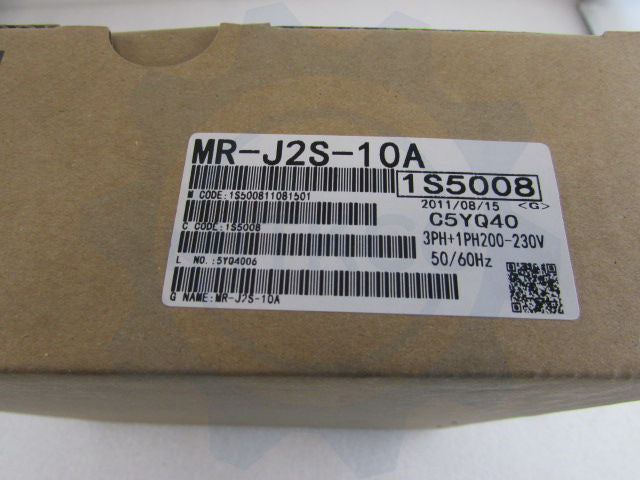 MR-J2S-10A
1S5008
M CODE:1S500811081501
2011/08/15 <G>
C5YQ40
C CODE:1S5008
3PH+1PH200-230V
L NO.:5YQ4006
50/60Hz
G NAME:MR-J2S-10A